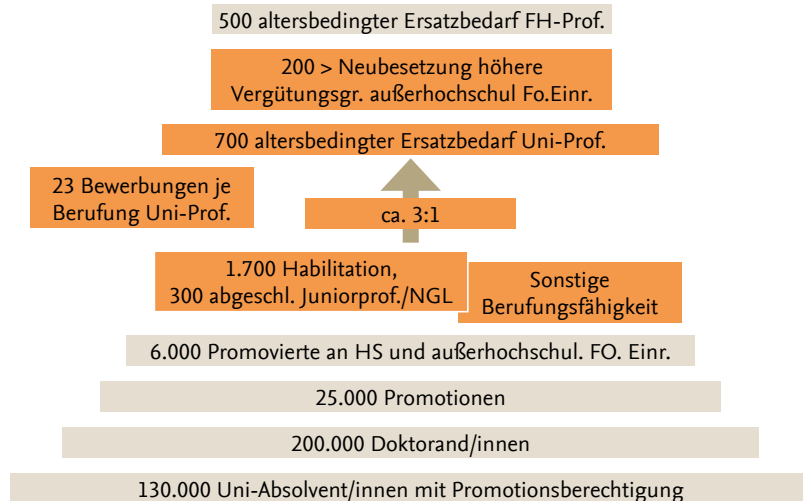 500 altersbedingter Ersatzbedarf FH-Prof.
200 > Neubesetzung höhere
Vergütungsgr. außerhochschul Fo.Einr.
700 altersbedingter Ersatzbedarf Uni-Prof.
23 Bewerbungen je
Berufung Uni-Prof.
ca. 3:1
1.700 Habilitation,
300 abgeschl. Juniorprof./NGL
Sonstige
Berufungsfähigkeit
6.000 Promovierte an HS und außerhochschul. FO. Einr.
25.000 Promotionen
200.000 Doktorand/innen
130.000 Uni-Absolvent/innen mit Promotionsberechtigung